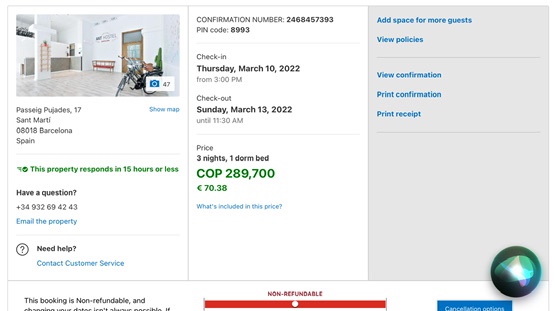 47
Passeig Pujades, 17
Show map
Sant Martí
08018 Barcelona
Spain
This property responds in 15 hours or less
Have a question?
+34 932 69 42 43
Email the property
Need help?
Contact Customer Service
CONFIRMATION NUMBER: 2468457393
PIN code: 8993
Check-in
Thursday, March 10, 2022
from 3:00 PM
Check-out
Sunday, March 13, 2022
until 11:30 AM
Price
3 nights, 1 dorm bed
COP 289,700
€ 70.38
What's included in this price?
Add space for more guests
View policies
View confirmation
Print confirmation
Print receipt
This booking is Non-refundable, and
changing your dates isn't always possible. If
NON-REFUNDABLE
Cancellation options